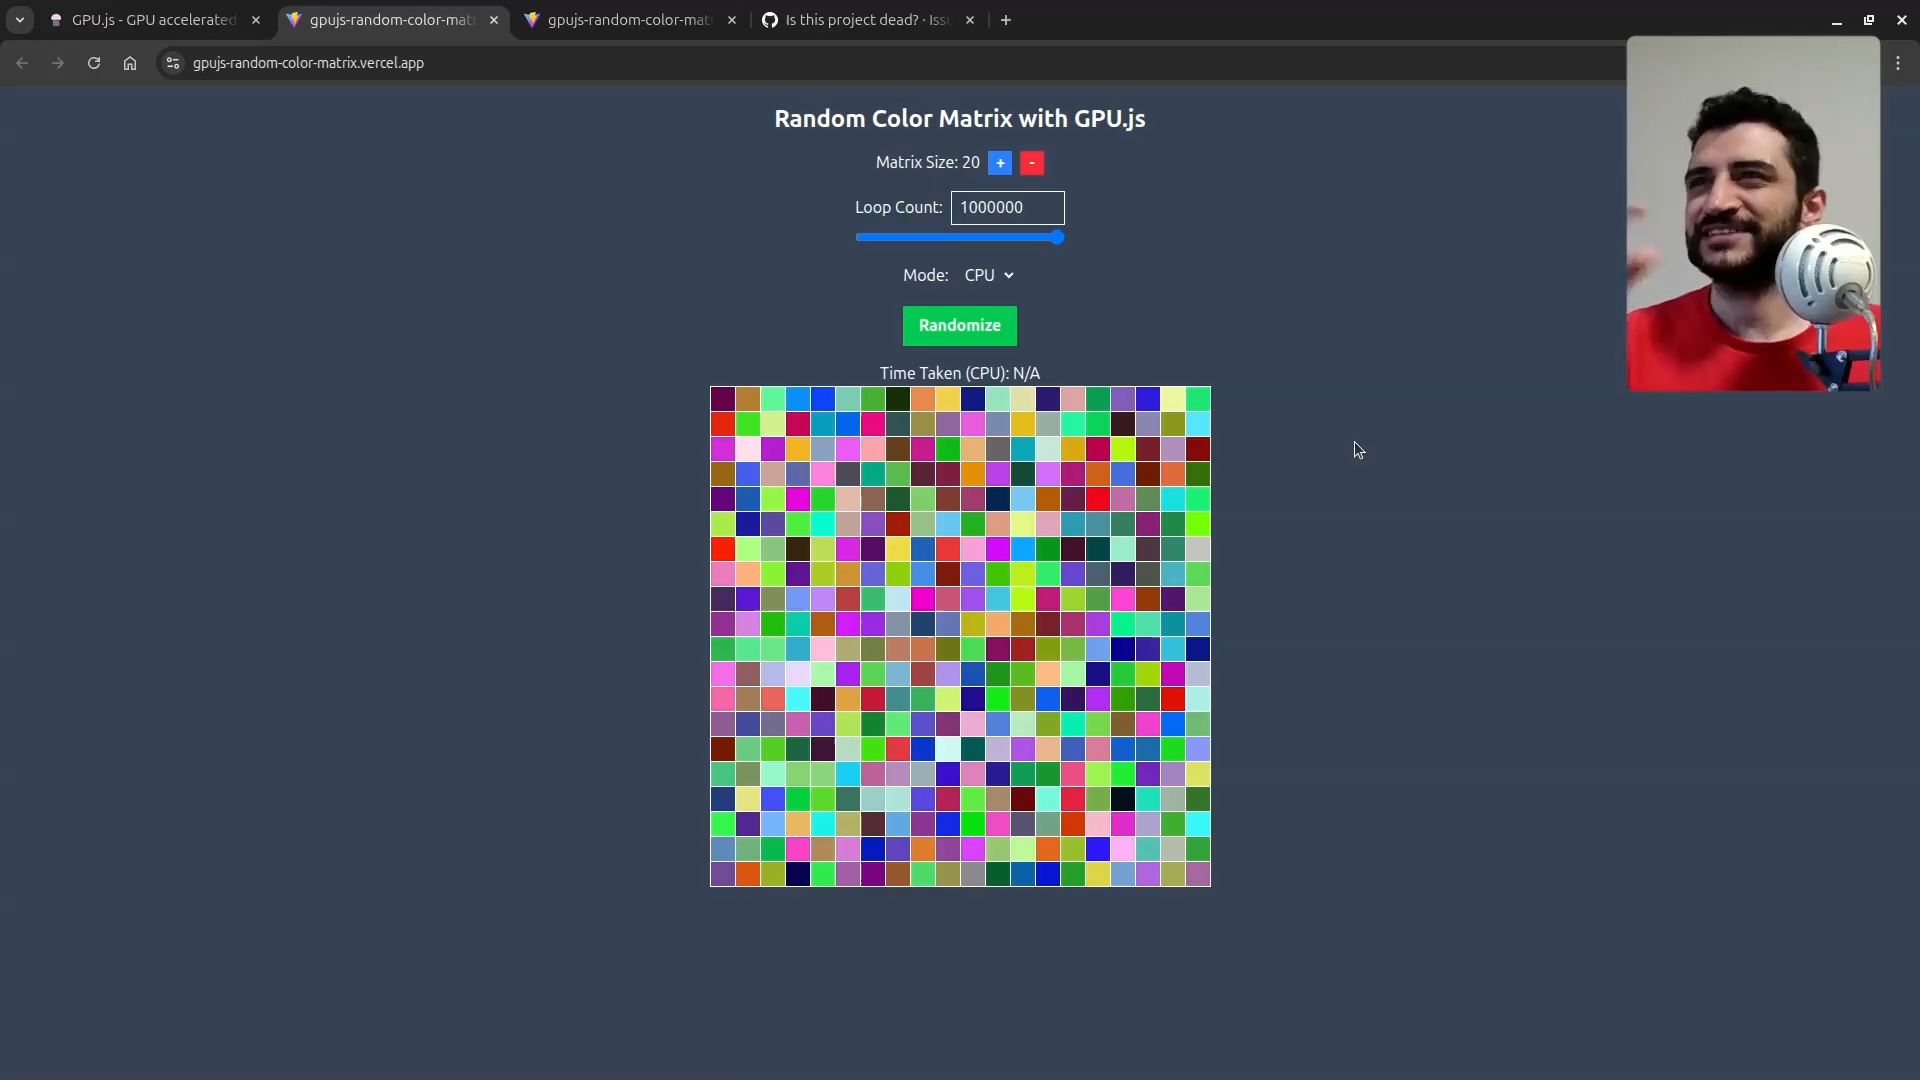 GPU.js - GPU accelerated
gpujs-random-color-mat
gpujs-random-color-mat
Is this project dead? · Issu
gpujs-random-color-matrix.vercel.app
Random Color Matrix with GPU.js
Matrix Size: 20 + -
Loop Count: 1000000
Mode: CPU
Randomize
Time Taken (CPU): N/A